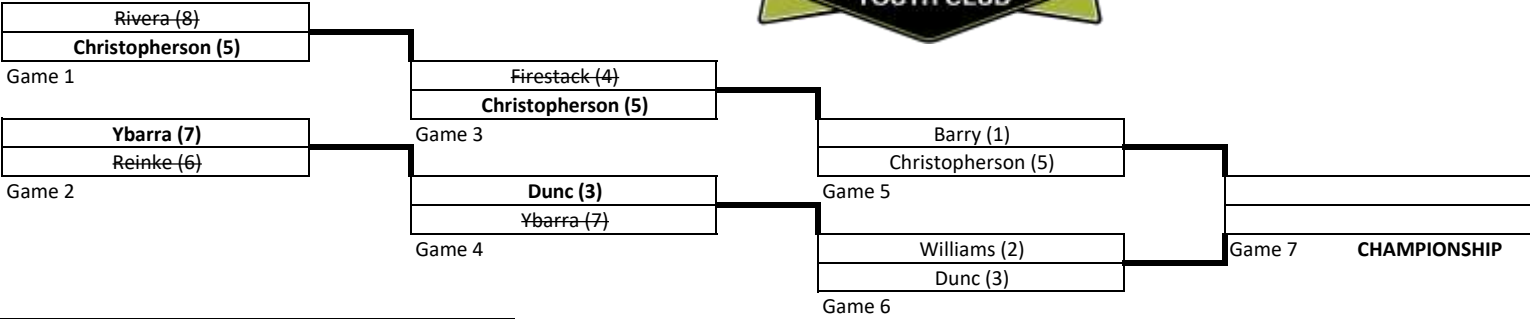 YOUTH CLUB
Rivera (8)
Christopherson (5)
Game 1
Ybarra (7)
Reinke (6)
Game 2
Firestack (4)
Christopherson (5)
Game 3
Dunc (3)
Ybarra (7)
Game 4
Barry (1)
Christopherson (5)
Game 5
Williams (2)
Dunc (3)
Game 6
Game 7 CHAMPIONSHIP